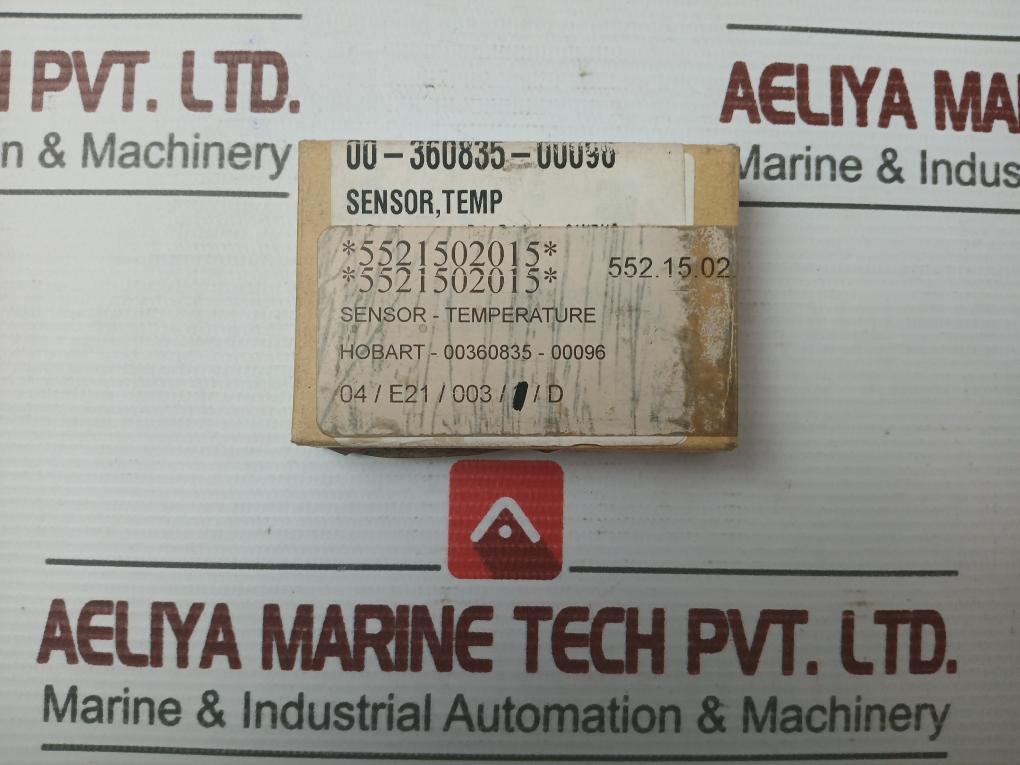 H PVT. LTD.
n & Machinery
AELIYA MAR
Marine & Indus
00-360835-00096
SENSOR,TEMP
*5521502015*
*5521502015*
552.15.02.
SENSOR - TEMPERATURE
HOBART - 00360835 - 00096
04 / E21 / 003 / / D
AELIYA MARINE TECH PVT. LTD.
Marine & Industrial Automation & Machinery